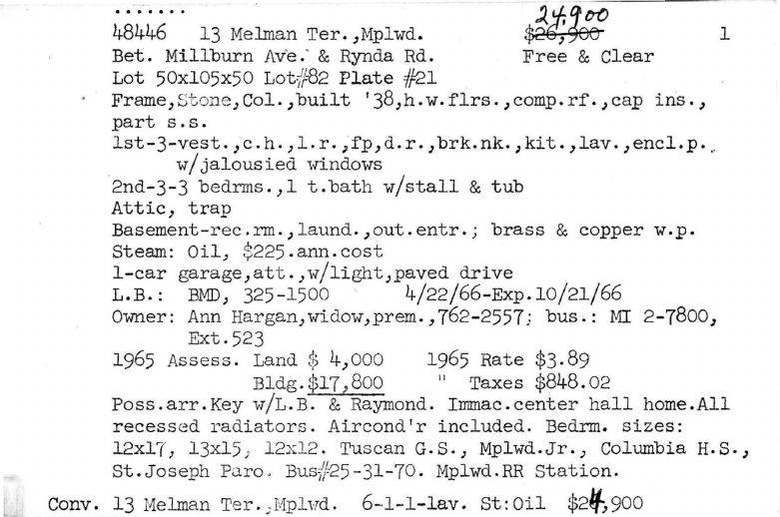 .......
24,900
48446 13 Melman Ter.,Mplwd. $26,900 1
Bet. Millburn Ave. & Rynda Rd. Free & Clear
Lot 50x105x50 Lot#82 Plate #21
Frame,Stone,Col.,built '38,h.w.flrs.,comp.rf.,cap ins.,
part s.s.
1st-3-vest.,c.h.,l.r.,fp,d.r.,brk.nk.,kit.,lav.,encl.p.,
w/jalousied windows
2nd-3-3 bedrms.,1 t.bath w/stall & tub
Attic, trap
Basement-rec.rm.,laund.,out.entr.; brass & copper w.p.
Steam: Oil, $225.ann.cost
1-car garage,att.,w/light,paved drive
L.B.: BMD, 325-1500 4/22/66-Exp.10/21/66
Owner: Ann Hargan,widow,prem.,762-2557; bus.: MI 2-7800,
Ext.523
1965 Assess. Land $ 4,000 1965 Rate $3.89
Bldg.$17,800 " Taxes $848.02
Poss.arr.Key w/L.B. & Raymond. Immac.center hall home.All
recessed radiators. Aircond'r included. Bedrm. sizes:
12x17, 13x15, 12x12. Tuscan G.S., Mplwd.Jr., Columbia H.S.,
St.Joseph Paro. Bus#25-31-70. Mplwd.RR Station.
Conv. 13 Melman Ter.,Mplwd. 6-1-1-lav. St:Oil $24,900